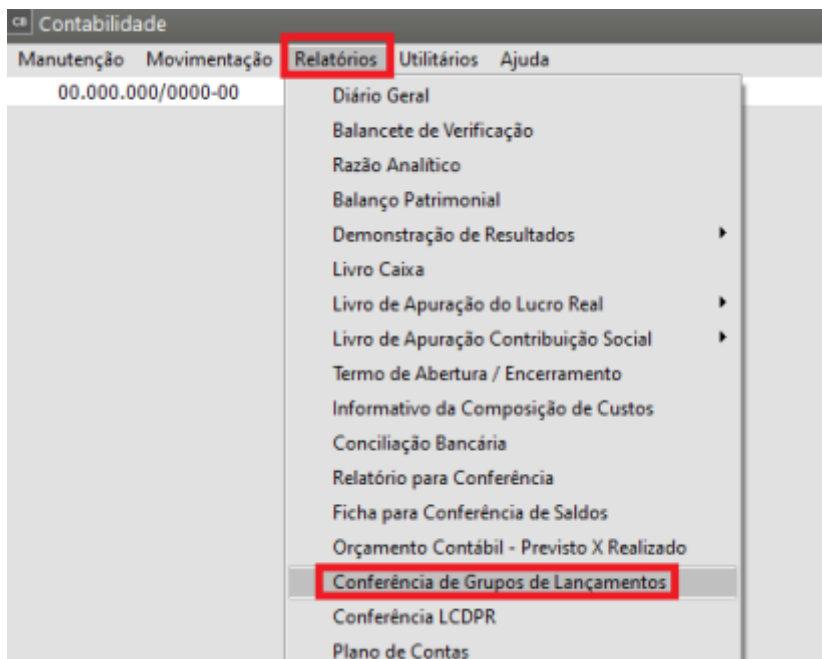 CB Contabilidade
Manutenção Movimentação Relatórios Utilitários Ajuda
00.000.000/0000-00
Diário Geral
Balancete de Verificação
Razão Analítico
Balanço Patrimonial
Demonstração de Resultados
Livro Caixa
Livro de Apuração do Lucro Real
Livro de Apuração Contribuição Social
Termo de Abertura / Encerramento
Informativo da Composição de Custos
Conciliação Bancária
Relatório para Conferência
Ficha para Conferência de Saldos
Orçamento Contábil - Previsto X Realizado
Conferência de Grupos de Lançamentos
Conferência LCDPR
Plano de Contas